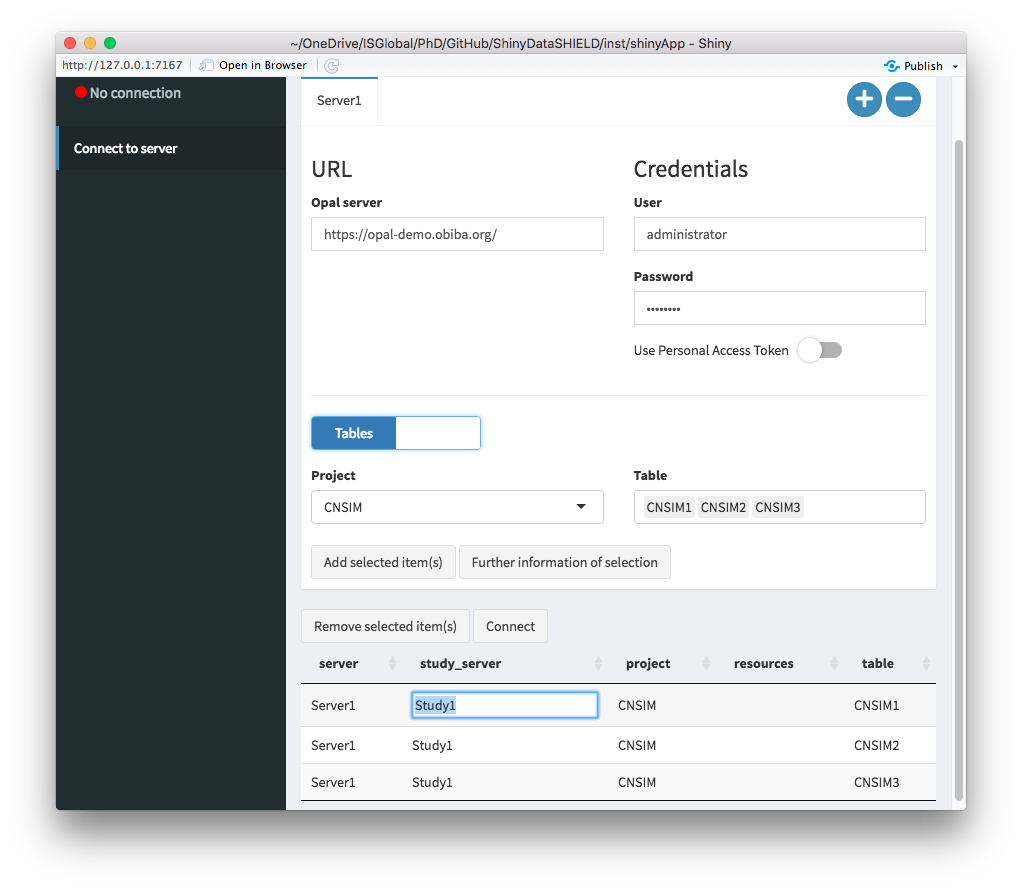 ~/OneDrive/ISGlobal/PhD/GitHub/ShinyDataSHIELD/inst/shinyApp - Shiny
http://127.0.0.1:7167 Open in Browser Publish
No connection
Connect to server
Server1
URL Credentials
Opal server User
https://opal-demo.obiba.org/ administrator
Password
••••••••
Use Personal Access Token
Tables
Project Table
CNSIM CNSIM1 CNSIM2 CNSIM3
Add selected item(s) Further information of selection
Remove selected item(s) Connect
server study_server project resources table
Server1 Study1 CNSIM CNSIM1
Server1 Study1 CNSIM CNSIM2
Server1 Study1 CNSIM CNSIM3